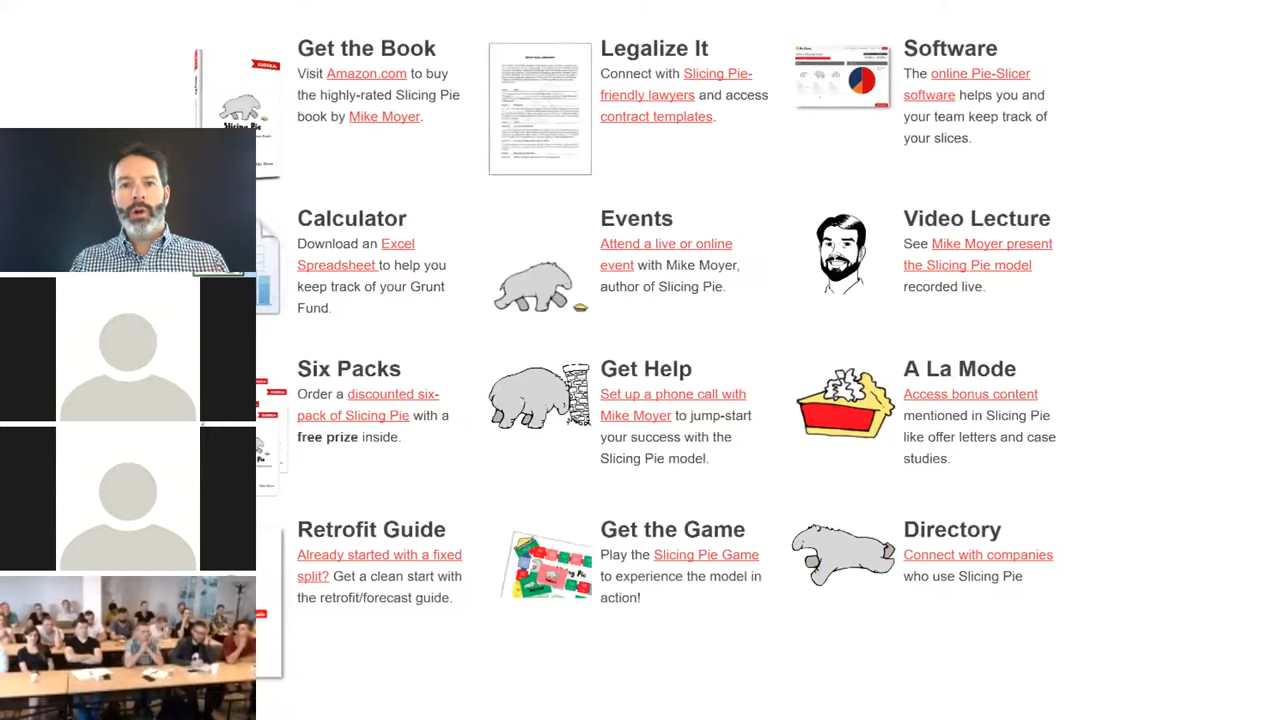 Get the Book
Visit Amazon.com to buy
the highly-rated Slicing Pie
book by Mike Moyer.
Legalize It
Connect with Slicing Pie-
friendly lawyers and access
contract templates.
Software
The online Pie-Slicer
software helps you and
your team keep track of
your slices.
Calculator
Download an Excel
Spreadsheet to help you
keep track of your Grunt
Fund.
Events
Attend a live or online
event with Mike Moyer,
author of Slicing Pie.
Video Lecture
See Mike Moyer present
the Slicing Pie model
recorded live.
Six Packs
Order a discounted six-
pack of Slicing Pie with a
free prize inside.
Get Help
Set up a phone call with
Mike Moyer to jump-start
your success with the
Slicing Pie model.
A La Mode
Access bonus content
mentioned in Slicing Pie
like offer letters and case
studies.
Retrofit Guide
Already started with a fixed
split? Get a clean start with
the retrofit/forecast guide.
Get the Game
Play the Slicing Pie Game
to experience the model in
action!
Directory
Connect with companies
who use Slicing Pie